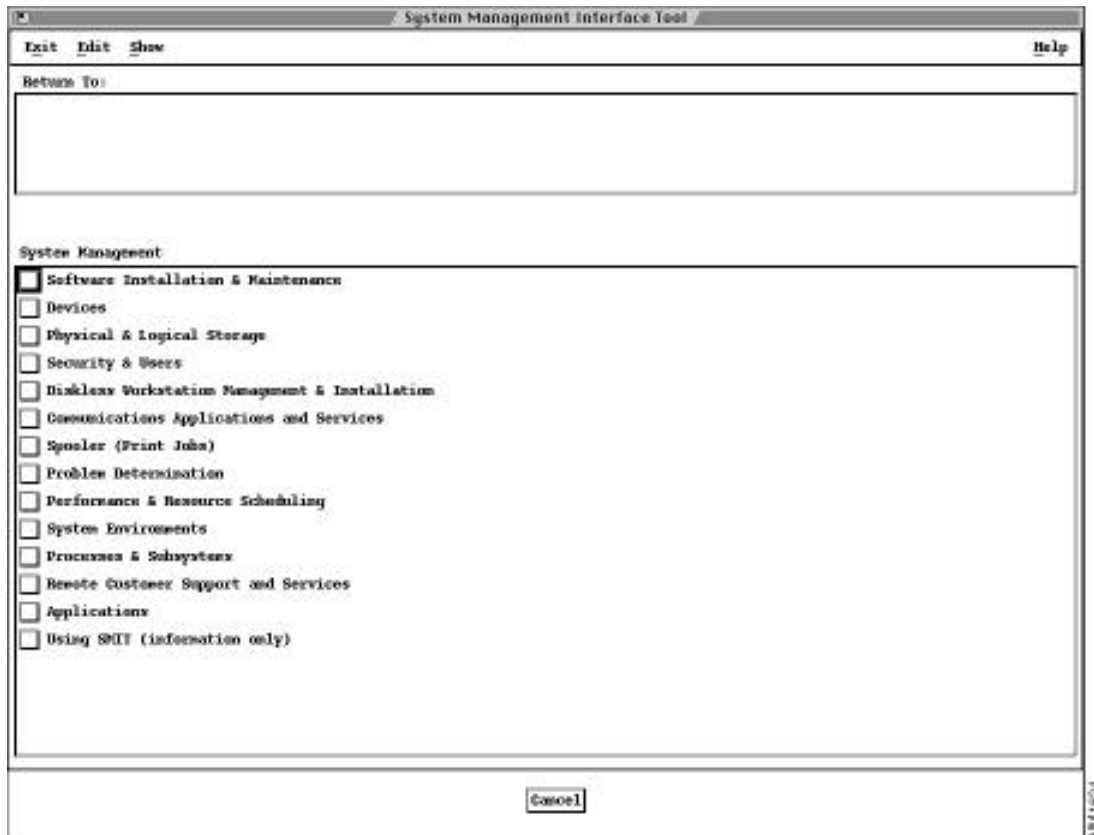 System Management Interface Tool
Exit Edit Show Help
Return To:
System Management
Software Installation & Maintenance
Devices
Physical & Logical Storage
Security & Users
Diskless Workstation Management & Installation
Communications Applications and Services
Spooler (Print Jobs)
Problem Determination
Performance & Resource Scheduling
System Environments
Processes & Subsystems
Remote Customer Support and Services
Applications
Using SMIT (information only)
Cancel